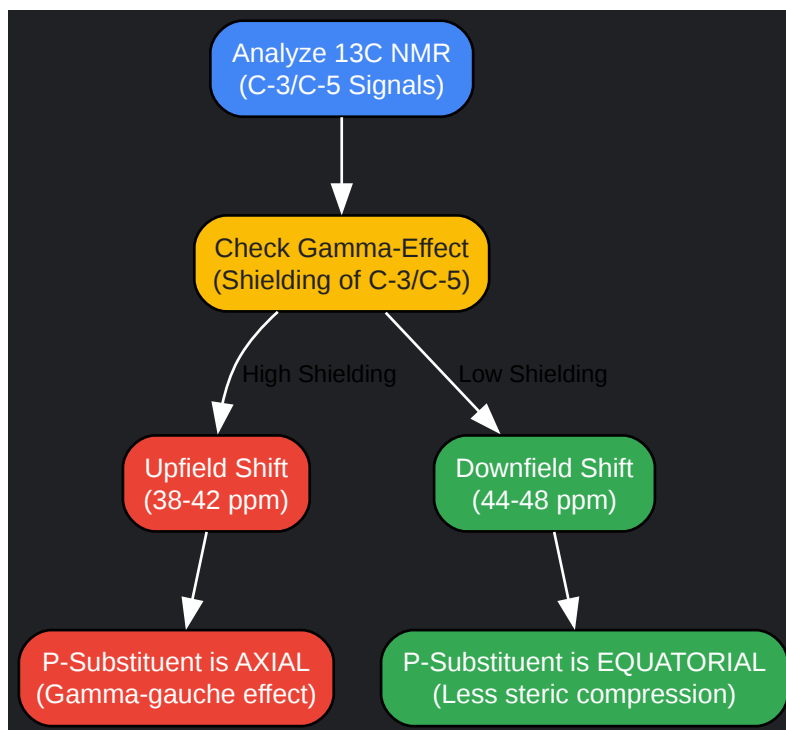 Analyze 13C NMR
(C-3/C-5 Signals)
Check Gamma-Effect
(Shielding of C-3/C-5)
High Shielding
Low Shielding
Upfield Shift
(38-42 ppm)
Downfield Shift
(44-48 ppm)
P-Substituent is AXIAL
(Gamma-gauche effect)
P-Substituent is EQUATORIAL
(Less steric compression)